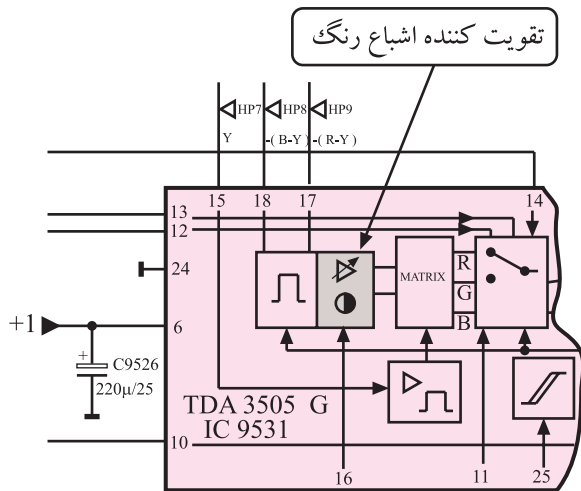 تقویت کننده اشباع رنگ
HP7 HP8 HP9
Y -( B-Y ) -( R-Y )
15 18 17 14
13
12
24
R
MATRIX
G
B
+1 6
+ C9526
220µ/25
TDA 3505 G
IC 9531
10
16 11 25